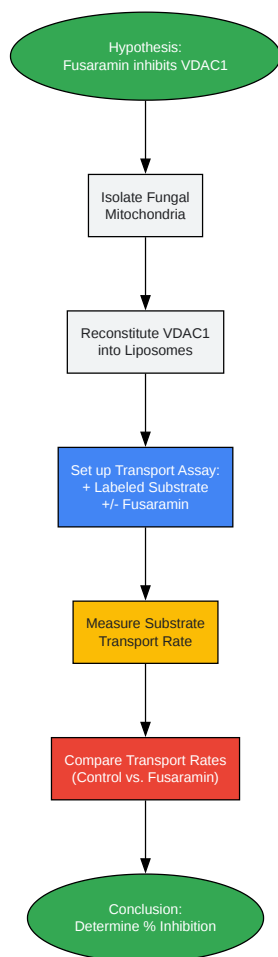 Hypothesis:
Fusaramin inhibits VDAC1
Isolate Fungal
Mitochondria
Reconstitute VDAC1
into Liposomes
Set up Transport Assay:
+ Labeled Substrate
+/- Fusaramin
Measure Substrate
Transport Rate
Compare Transport Rates
(Control vs. Fusaramin)
Conclusion:
Determine % Inhibition